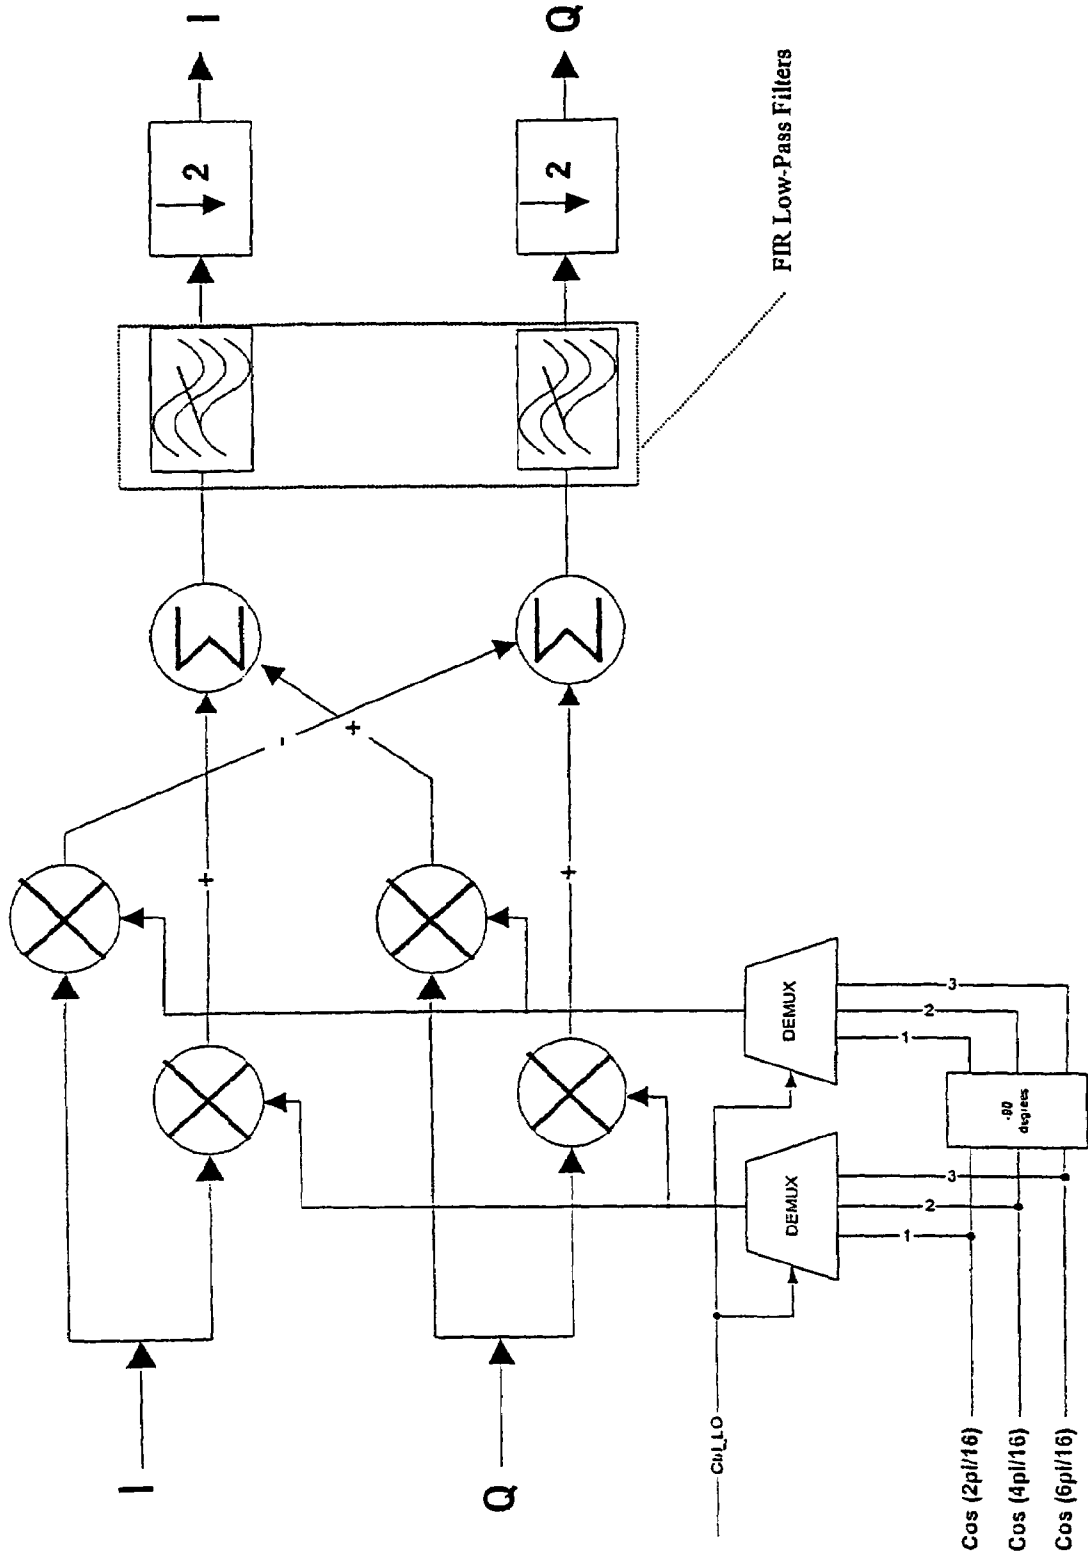 I
Q
2
2
FIR Low-Pass Filters
Σ
Σ
+
-
+
+
DEMUX
DEMUX
1
2
3
1
2
3
-90
degrees
I
Q
Cos (2pi/16)
Cos (4pi/16)
Cos (6pi/16)